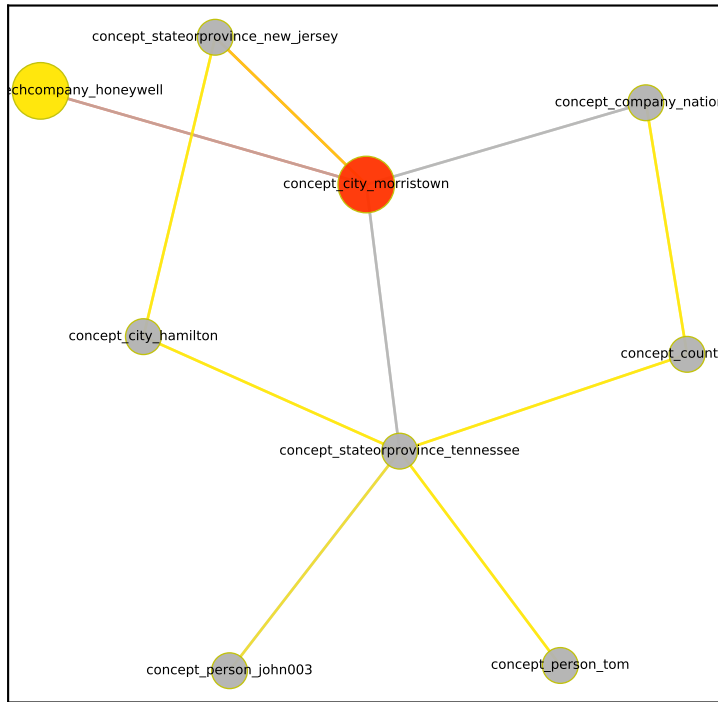 concept_stateorprovince_new_jersey
echcompany_honeywell
concept_company_nation
concept_city_morristown
concept_city_hamilton
concept_count
concept_stateorprovince_tennessee
concept_person_john003
concept_person_tom